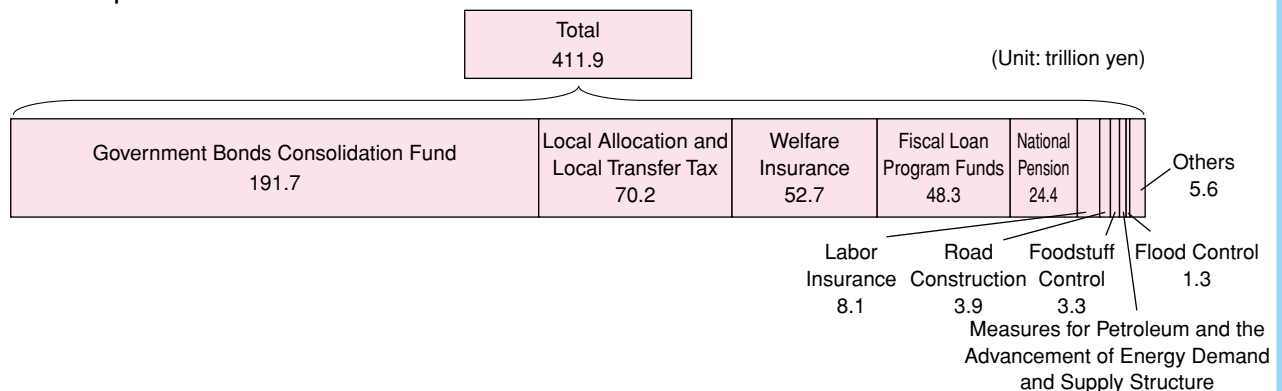 Total
411.9
(Unit: trillion yen)
Government Bonds Consolidation Fund
191.7
Local Allocation and
Local Transfer Tax
70.2
Welfare
Insurance
52.7
Fiscal Loan
Program Funds
48.3
National
Pension
24.4
Others
5.6
Labor
Insurance
8.1
Road
Construction
3.9
Foodstuff
Control
3.3
Flood Control
1.3
Measures for Petroleum and the
Advancement of Energy Demand
and Supply Structure